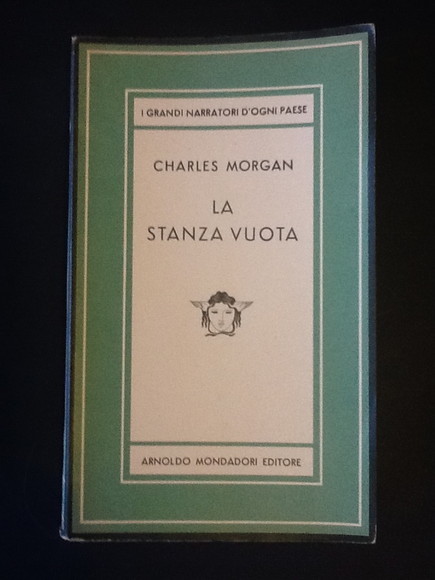 I GRANDI NARRATORI D'OGNI PAESE
CHARLES MORGAN
LA
STANZA VUOTA
ARNOLDO MONDADORI EDITORE